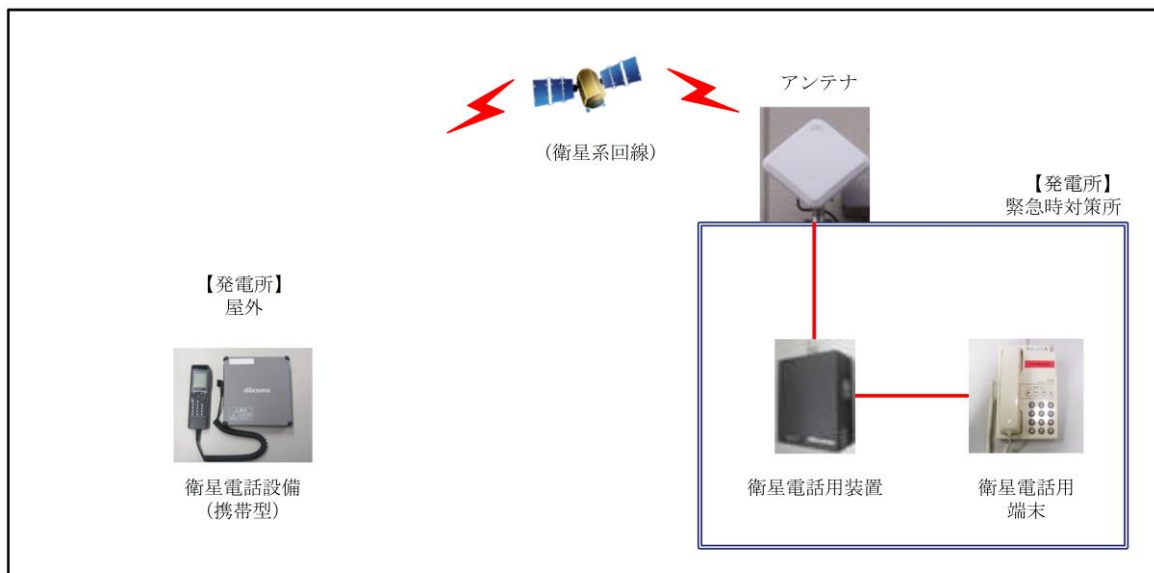 アンテナ
(衛星系回線)
【発電所】
緊急時対策所
【発電所】
屋外
döcomo
衛星電話設備
(携帯型)
衛星電話用装置
衛星電話用
端末